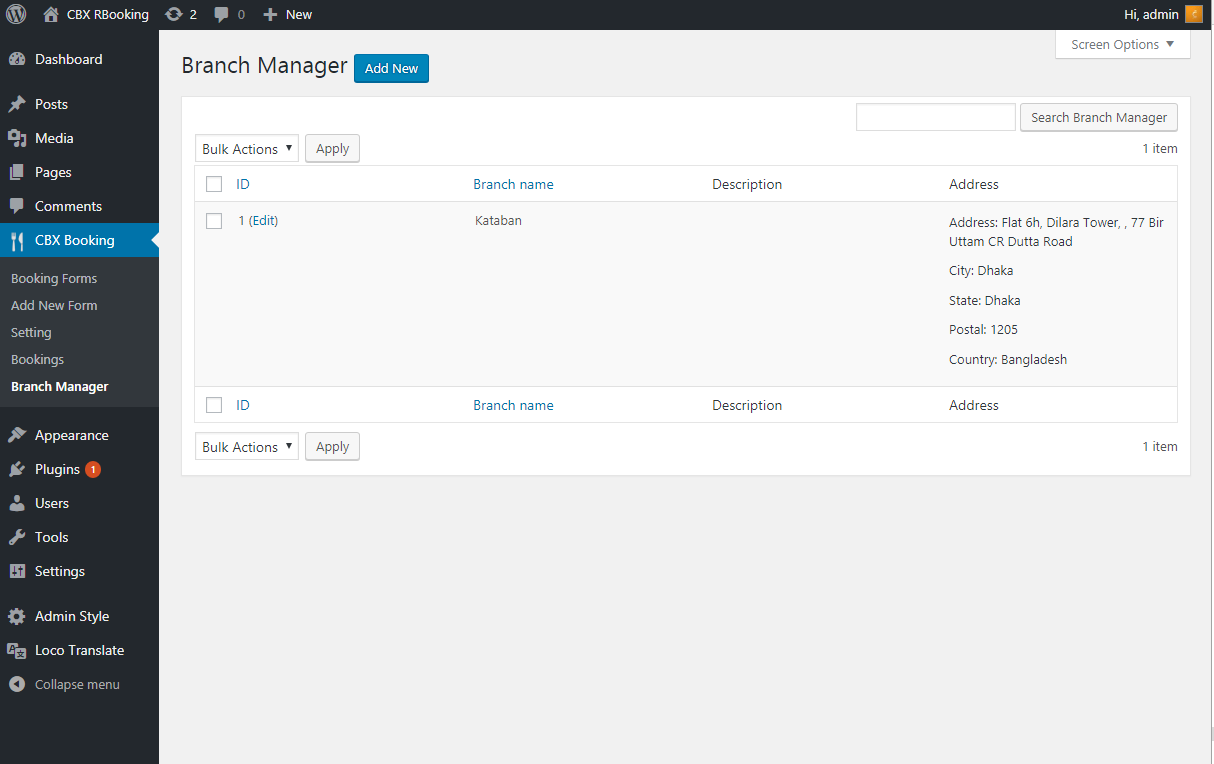 CBX RBooking 2 0 New Hi, admin
Screen Options
Dashboard
Posts
Media
Pages
Comments
CBX Booking
Booking Forms
Add New Form
Setting
Bookings
Branch Manager
Appearance
Plugins 1
Users
Tools
Settings
Admin Style
Loco Translate
Collapse menu
Branch Manager Add New
Search Branch Manager
Bulk Actions Apply 1 item
ID Branch name Description Address
1 (Edit) Kataban Address: Flat 6h, Dilara Tower, , 77 Bir
Uttam CR Dutta Road
City: Dhaka
State: Dhaka
Postal: 1205
Country: Bangladesh
ID Branch name Description Address
Bulk Actions Apply 1 item